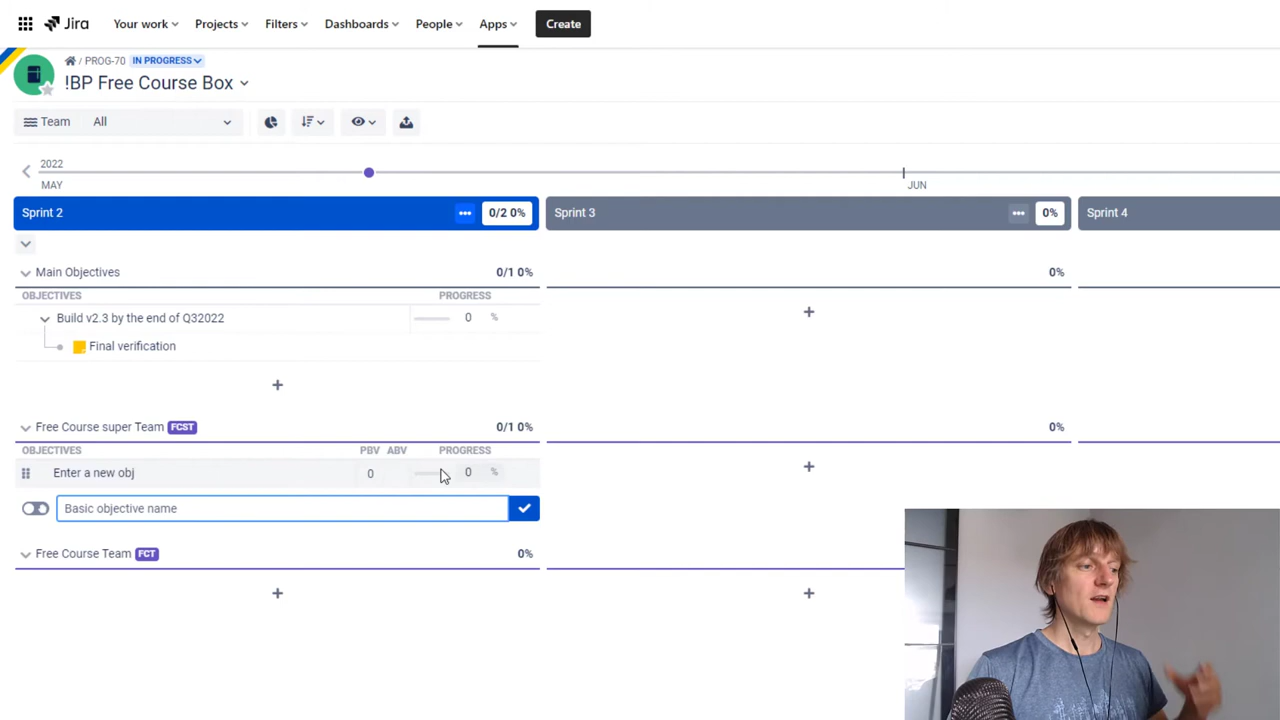 Jira Your work Projects Filters Dashboards People Apps Create
/ PROG-70 IN PROGRESS
!BP Free Course Box
Team All
2022
MAY JUN
Sprint 2 ••• 0/2 0% Sprint 3 ••• 0% Sprint 4
Main Objectives 0/1 0% 0%
OBJECTIVES PROGRESS
Build v2.3 by the end of Q32022 0 %
+
Final verification
+
Free Course super Team FCST 0/1 0% 0%
OBJECTIVES PBV ABV PROGRESS
Enter a new obj 0 0 %
+
Basic objective name
Free Course Team FCT 0%
+ +